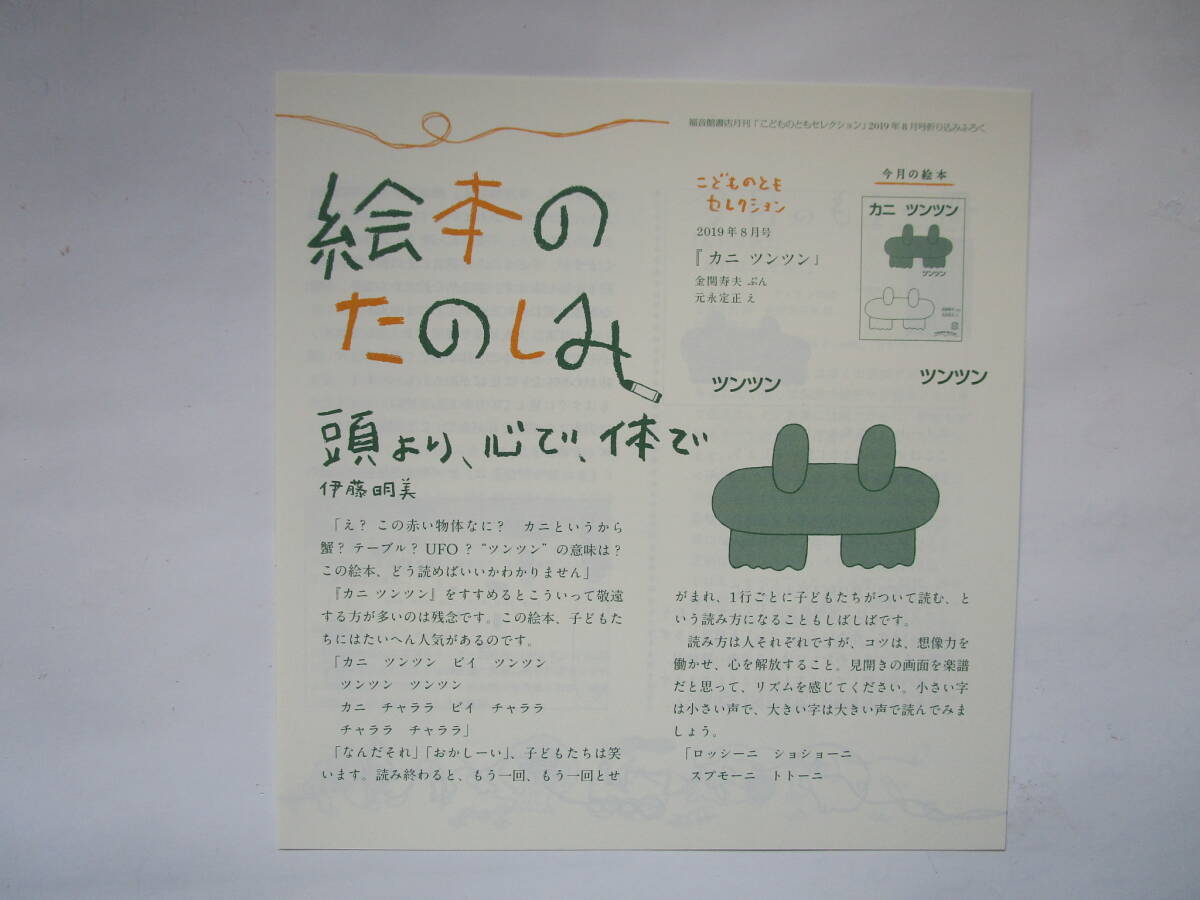 福音館書店月刊「こどものともセレクション」2019年8月号折り込みふろく
絵本の
たのしみ
頭より、心で、体で
伊藤明美
こどものとも
セレクション
2019年8月号
『カニ ツンツン』
金関寿夫 ぶん
元永定正 え
今月の絵本
カニ ツンツン
ツンツン
ツンツン
ツンツン
「え? この赤い物体なに? カニというから
蟹? テーブル? UFO? "ツンツン"の意味は?
この絵本、どう読めばいいかわかりません」
『カニ ツンツン』をすすめるとこういって敬遠
する方が多いのは残念です。この絵本、子どもた
ちにはたいへん人気があるのです。
「カニ ツンツン ビイ ツンツン
ツンツン ツンツン
カニ チャララ ビイ チャララ
チャララ チャララ」
「なんだそれ」「おかしーい」、子どもたちは笑
います。読み終わると、もう一回、もう一回とせ
がまれ、1行ごとに子どもたちがついて読む、と
いう読み方になることもしばしばです。
読み方は人それぞれですが、コツは、想像力を
働かせ、心を解放すること。見開きの画面を楽譜
だと思って、リズムを感じてください。小さい字
は小さい声で、大きい字は大きい声で読んでみま
しょう。
「ロッシーニ ショショーニ
スプモーニ トトーニ